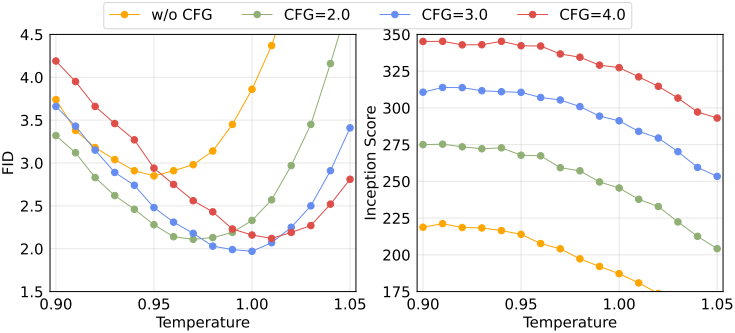 w/o CFG CFG=2.0 CFG=3.0 CFG=4.0
4.5
4.0
3.5
3.0
2.5
2.0
1.5
FID
0.90 0.95 1.00 1.05
Temperature
350
325
300
275
250
225
200
175
Inception Score
0.90 0.95 1.00 1.05
Temperature